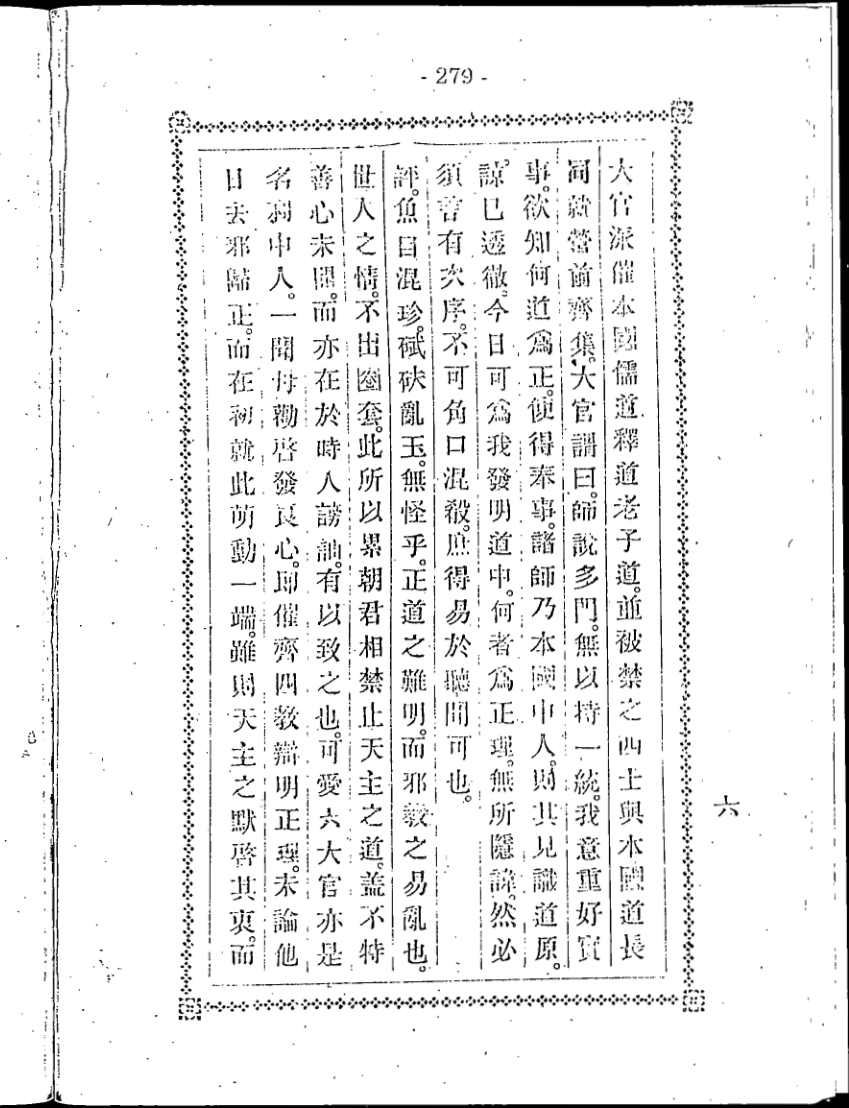 - 279 -
大官派催本國儒道釋道老子道。並被禁之西士與本國道長
同就營前齊集。大官謂曰。師說多門。無以持一統。我意重好實
事。欲知何道爲正。便得奉事。諸師乃本國中人。則其見識道原。
諒已透徹。今日可爲我發明道中。何者爲正理。無所隱諱。然必
須言有次序。不可角口混殺。庶得易於聽聞可也。
評。魚目混珍。碔砆亂玉。無怪乎。正道之難明。而邪教之易亂也。
世人之情。不出圈套。此所以累朝君相禁止天主之道。蓋不特
善心未開。而亦在於時人謗訕。有以致之也。可愛六大官亦是
名利中人。一聞母勸啓發良心。卽催齊四教辯明正理。未論他
日去邪歸正。而在初就此萌動一端。雖則天主之默啓其衷。而
六